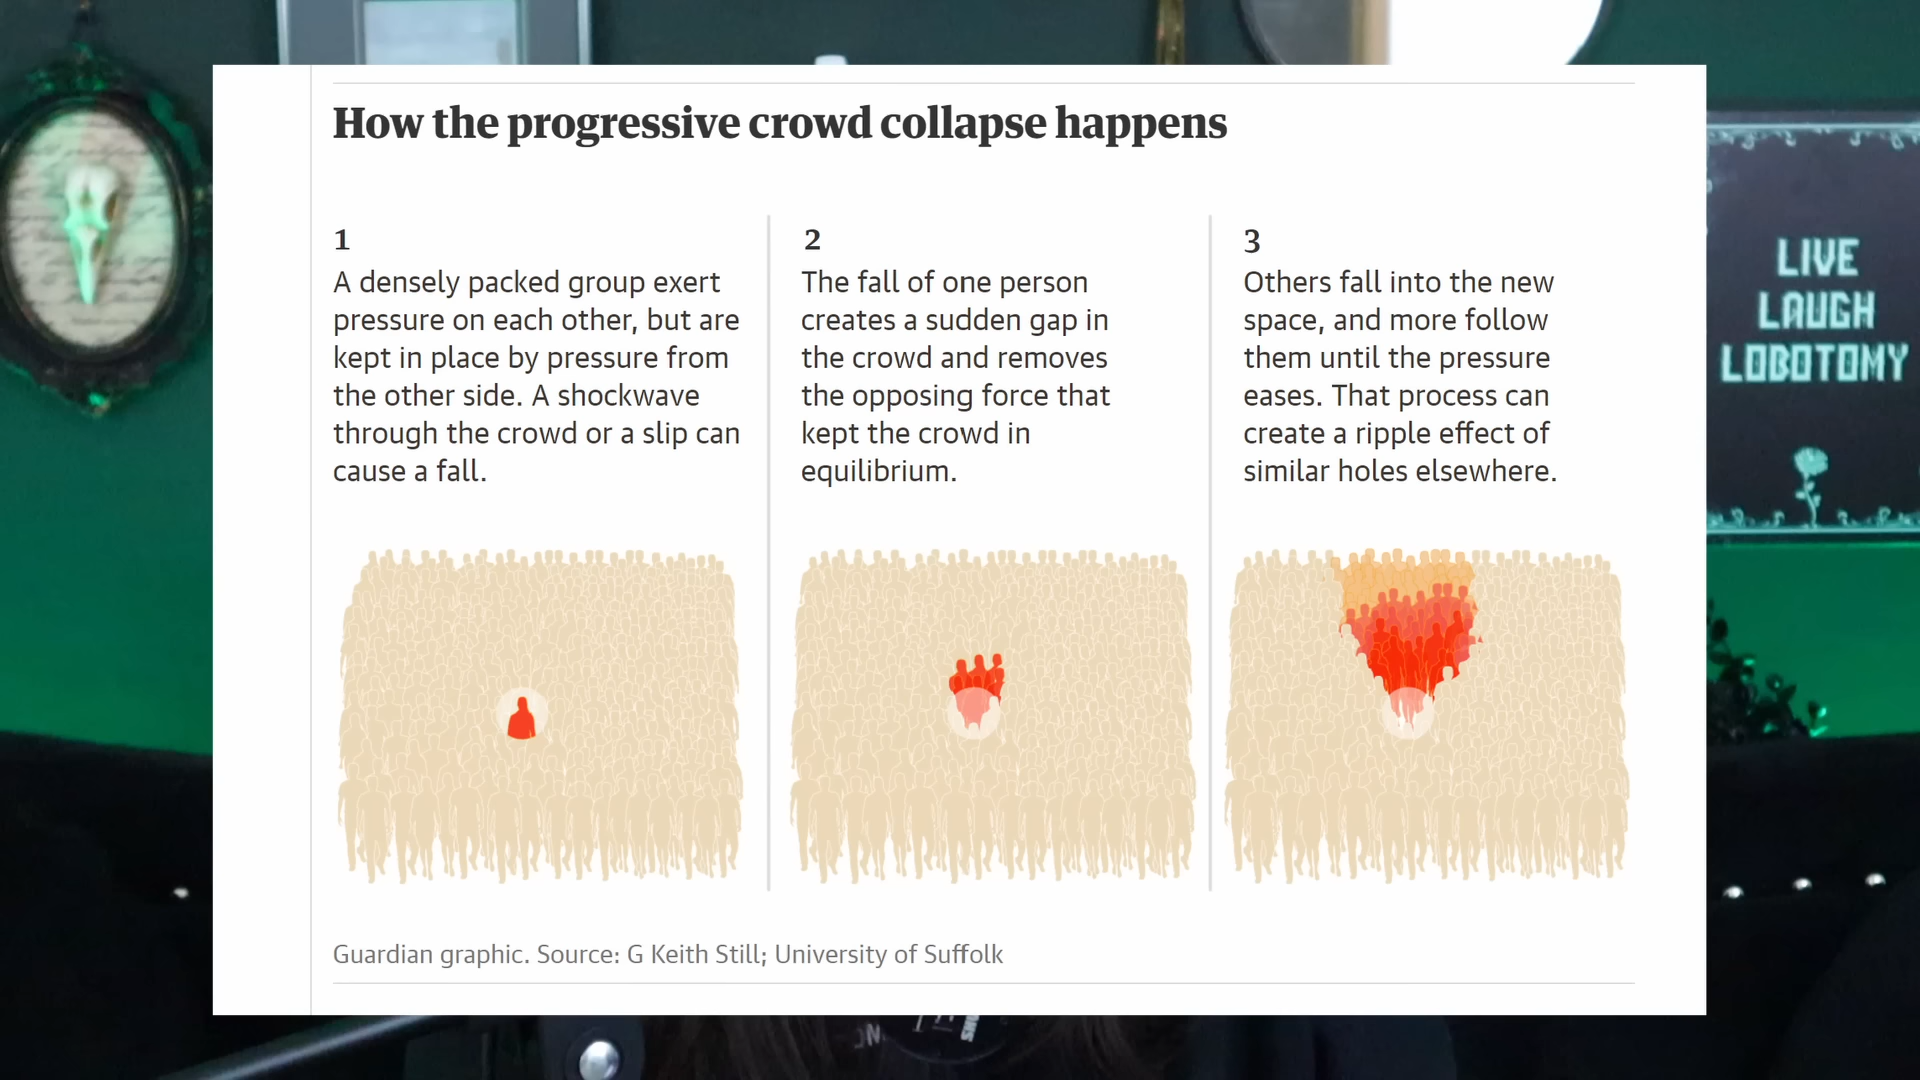 How the progressive crowd collapse happens
1
A densely packed group exert
pressure on each other, but are
kept in place by pressure from
the other side. A shockwave
through the crowd or a slip can
cause a fall.
2
The fall of one person
creates a sudden gap in
the crowd and removes
the opposing force that
kept the crowd in
equilibrium.
3
Others fall into the new
space, and more follow
them until the pressure
eases. That process can
create a ripple effect of
similar holes elsewhere.
Guardian graphic. Source: G Keith Still; University of Suffolk
LIVE
LAUGH
LOBOTOMY